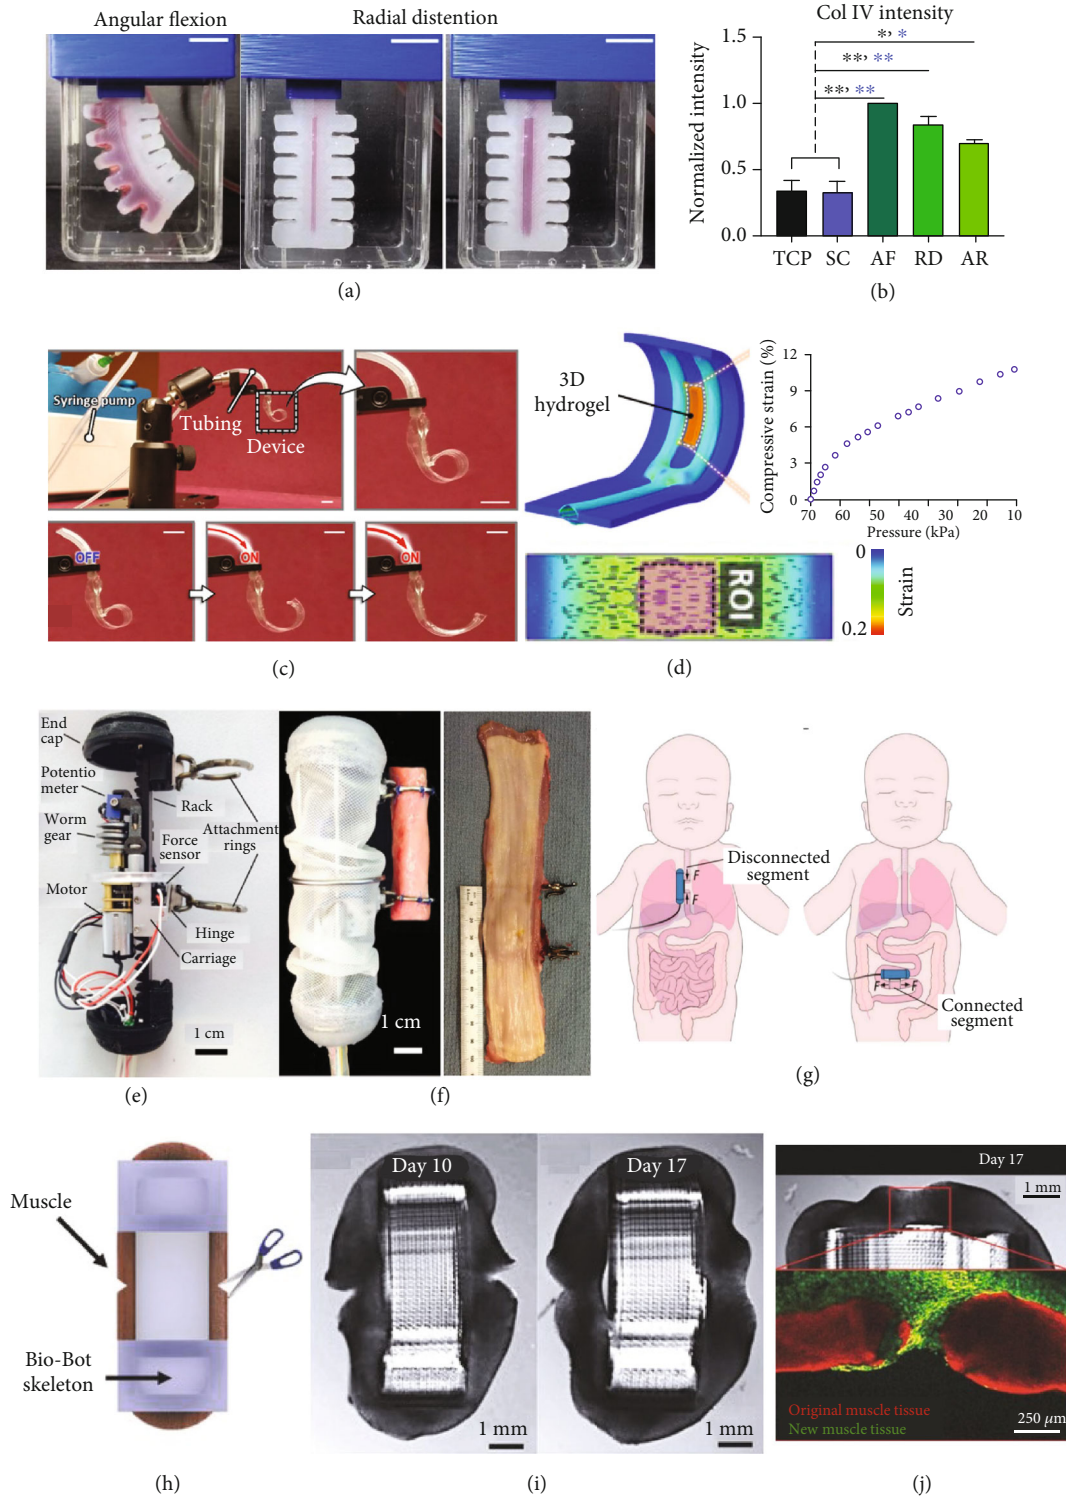 Angular flexion
Radial distention
(a)
Col IV intensity
Normalized intensity
1.5
1.0
0.5
0.0
*, *
**, **
**, **
TCP SC AF RD AR
(b)
Syringe pump
Tubing
Device
OFF
ON
ON
(c)
3D
hydrogel
Compressive strain (%)
12
9
6
3
0
70 60 50 40 30 20 10
Pressure (kPa)
ROI
0
0.2
Strain
(d)
End
cap
Potentio
meter
Worm
gear
Motor
Rack
Force
sensor
Attachment
rings
Hinge
Carriage
1 cm
(e)
1 cm
(f)
Disconnected
segment
F
F
Connected
segment
F
F
(g)
Muscle
Bio-Bot
skeleton
(h)
Day 10
1 mm
Day 17
1 mm
(i)
Day 17
1 mm
Original muscle tissue
New muscle tissue
250 μm
(j)